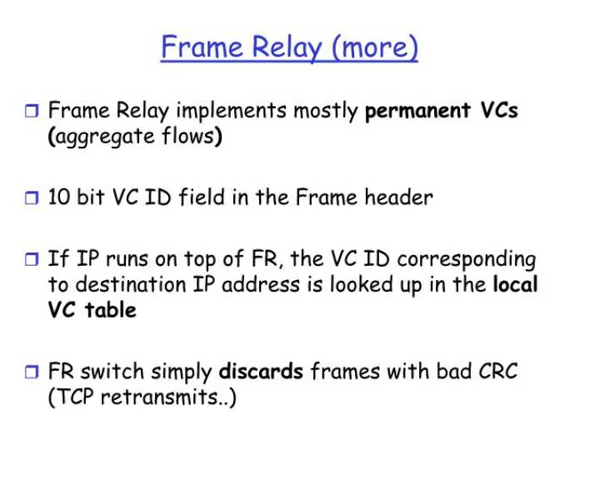 Frame Relay (more)
Frame Relay implements mostly permanent VCs
(aggregate flows)
10 bit VC ID field in the Frame header
If IP runs on top of FR, the VC ID corresponding
to destination IP address is looked up in the local
VC table
FR switch simply discards frames with bad CRC
(TCP retransmits..)